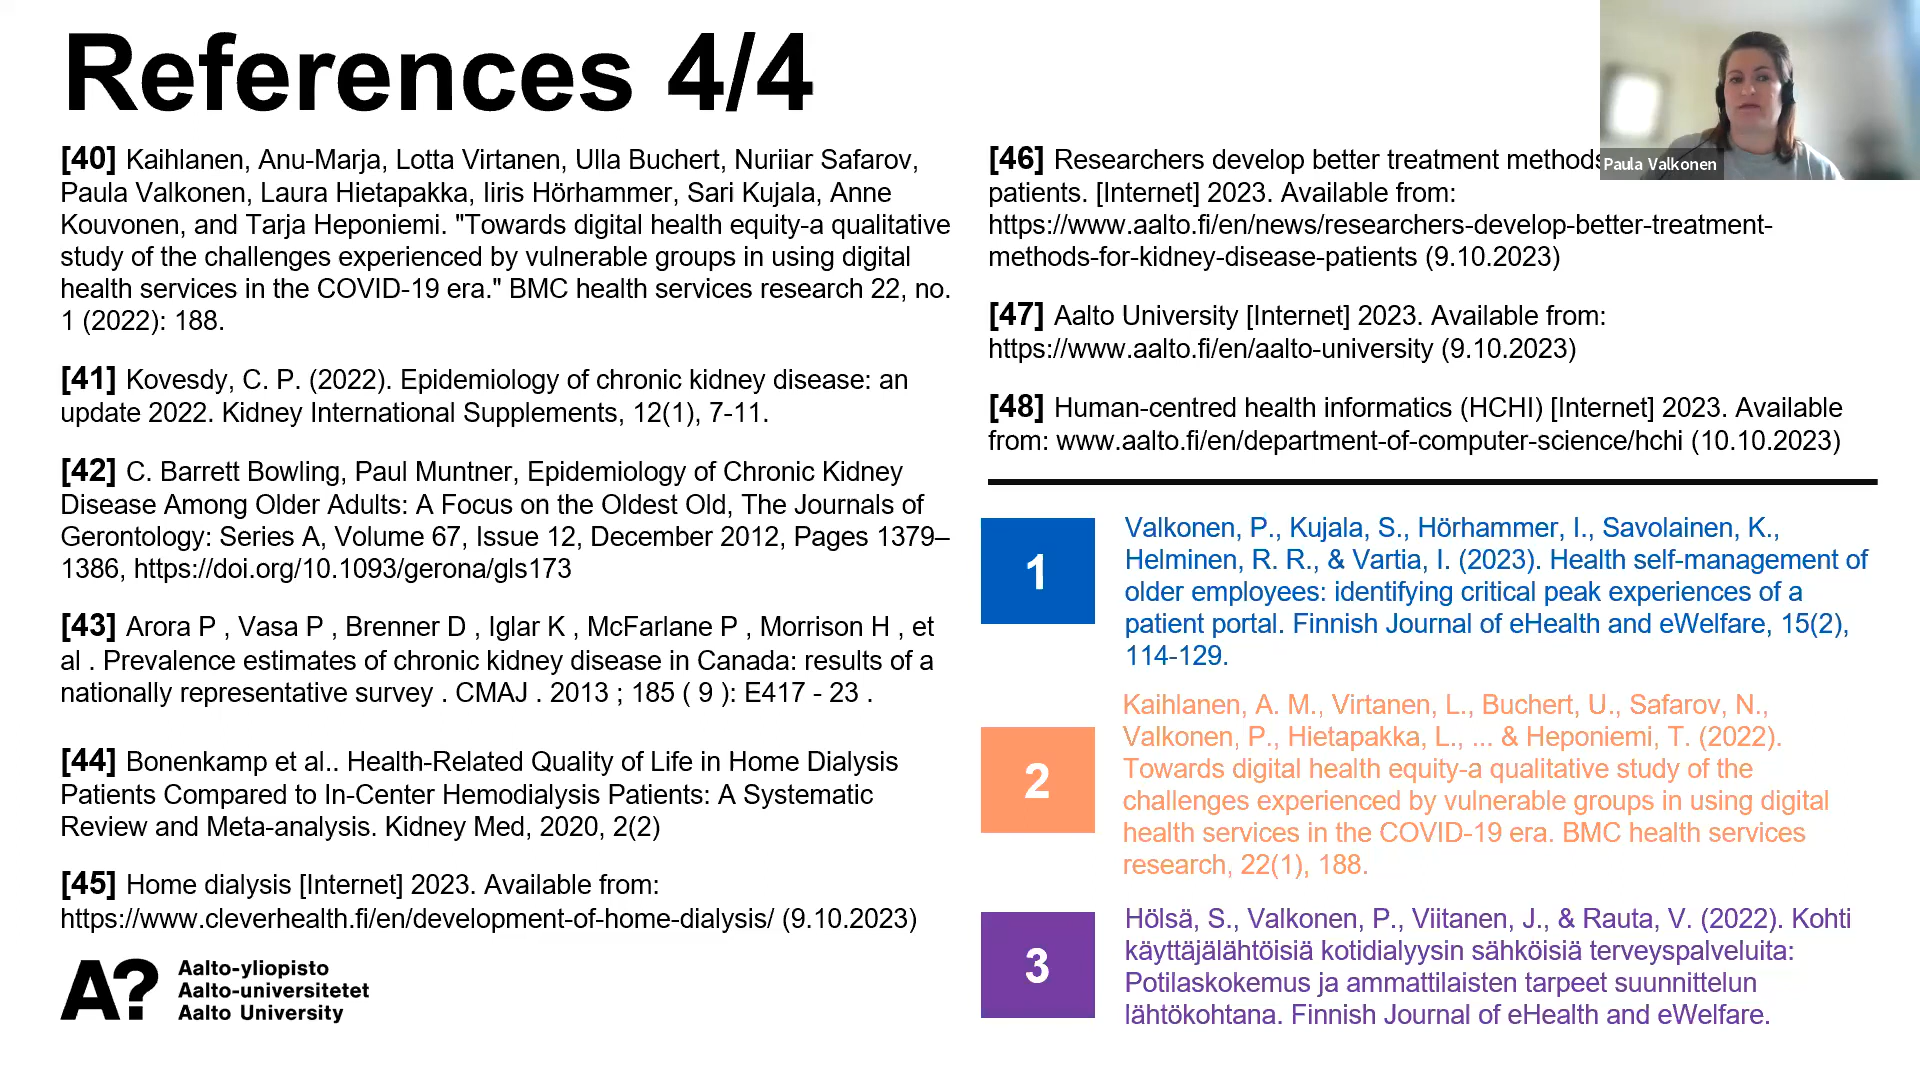 References 4/4
[40] Kaihlanen, Anu-Marja, Lotta Virtanen, Ulla Buchert, Nuriiar Safarov,
Paula Valkonen, Laura Hietapakka, Iiris Hörhammer, Sari Kujala, Anne
Kouvonen, and Tarja Heponiemi. "Towards digital health equity-a qualitative
study of the challenges experienced by vulnerable groups in using digital
health services in the COVID-19 era." BMC health services research 22, no.
1 (2022): 188.
[41] Kovesdy, C. P. (2022). Epidemiology of chronic kidney disease: an
update 2022. Kidney International Supplements, 12(1), 7-11.
[42] C. Barrett Bowling, Paul Muntner, Epidemiology of Chronic Kidney
Disease Among Older Adults: A Focus on the Oldest Old, The Journals of
Gerontology: Series A, Volume 67, Issue 12, December 2012, Pages 1379–
1386, https://doi.org/10.1093/gerona/gls173
[43] Arora P , Vasa P , Brenner D , Iglar K , McFarlane P , Morrison H , et
al . Prevalence estimates of chronic kidney disease in Canada: results of a
nationally representative survey . CMAJ . 2013 ; 185 ( 9 ): E417 - 23 .
[44] Bonenkamp et al.. Health-Related Quality of Life in Home Dialysis
Patients Compared to In-Center Hemodialysis Patients: A Systematic
Review and Meta-analysis. Kidney Med, 2020, 2(2)
[45] Home dialysis [Internet] 2023. Available from:
https://www.cleverhealth.fi/en/development-of-home-dialysis/ (9.10.2023)
A?
Aalto-yliopisto
Aalto-universitetet
Aalto University
[46] Researchers develop better treatment methods
patients. [Internet] 2023. Available from:
https://www.aalto.fi/en/news/researchers-develop-better-treatment-
methods-for-kidney-disease-patients (9.10.2023)
[47] Aalto University [Internet] 2023. Available from:
https://www.aalto.fi/en/aalto-university (9.10.2023)
[48] Human-centred health informatics (HCHI) [Internet] 2023. Available
from: www.aalto.fi/en/department-of-computer-science/hchi (10.10.2023)
1
Valkonen, P., Kujala, S., Hörhammer, I., Savolainen, K.,
Helminen, R. R., & Vartia, I. (2023). Health self-management of
older employees: identifying critical peak experiences of a
patient portal. Finnish Journal of eHealth and eWelfare, 15(2),
114-129.
2
Kaihlanen, A. M., Virtanen, L., Buchert, U., Safarov, N.,
Valkonen, P., Hietapakka, L., ... & Heponiemi, T. (2022).
Towards digital health equity-a qualitative study of the
challenges experienced by vulnerable groups in using digital
health services in the COVID-19 era. BMC health services
research, 22(1), 188.
3
Hölsä, S., Valkonen, P., Viitanen, J., & Rauta, V. (2022). Kohti
käyttäjälähtöisiä kotidialyysin sähköisiä terveyspalveluita:
Potilaskokemus ja ammattilaisten tarpeet suunnittelun
lähtökohtana. Finnish Journal of eHealth and eWelfare.
Paula Valkonen